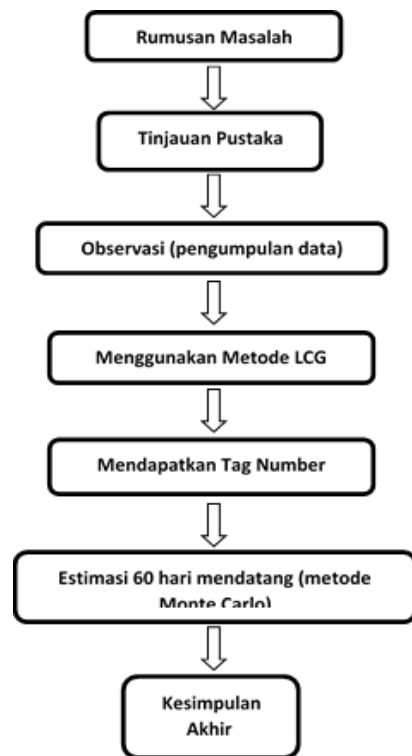 Rumusan Masalah
Tinjauan Pustaka
Observasi (pengumpulan data)
Menggunakan Metode LCG
Mendapatkan Tag Number
Estimasi 60 hari mendatang (metode
Monte Carlo)
Kesimpulan
Akhir